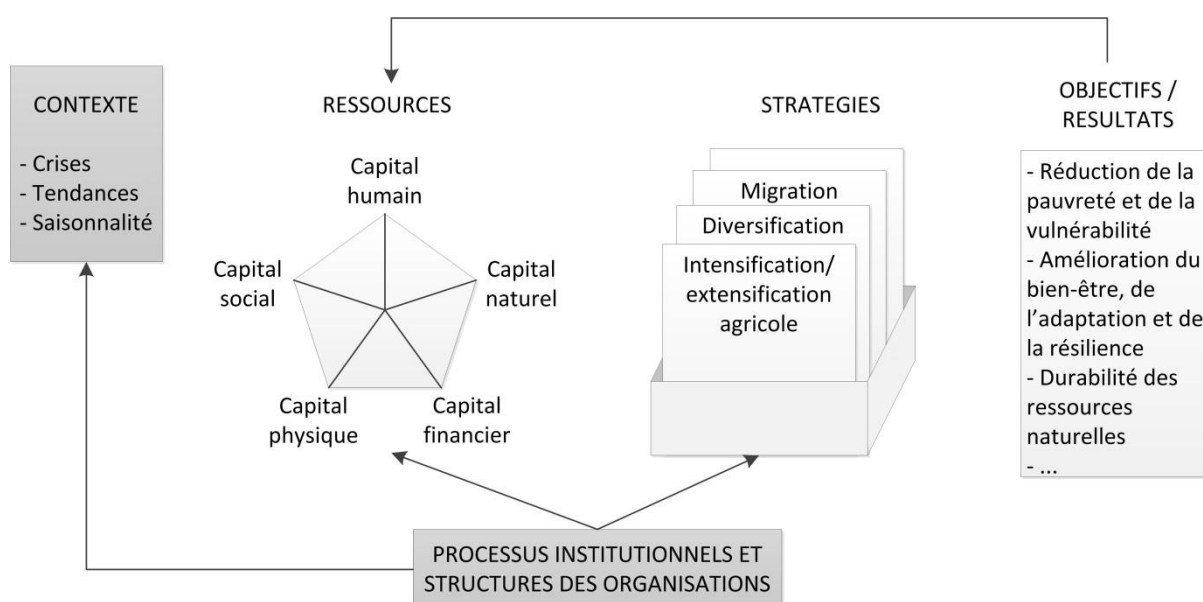 CONTEXTE
- Crises
- Tendances
- Saisonnalité
RESSOURCES
Capital
humain
Capital
social
Capital
naturel
Capital
physique
Capital
financier
STRATEGIES
Migration
Diversification
Intensification/
extensification
agricole
OBJECTIFS /
RESULTATS
- Réduction de la
pauvreté et de la
vulnérabilité
- Amélioration du
bien-être, de
l’adaptation et de
la résilience
- Durabilité des
ressources
naturelles
- ...
PROCESSUS INSTITUTIONNELS ET
STRUCTURES DES ORGANISATIONS